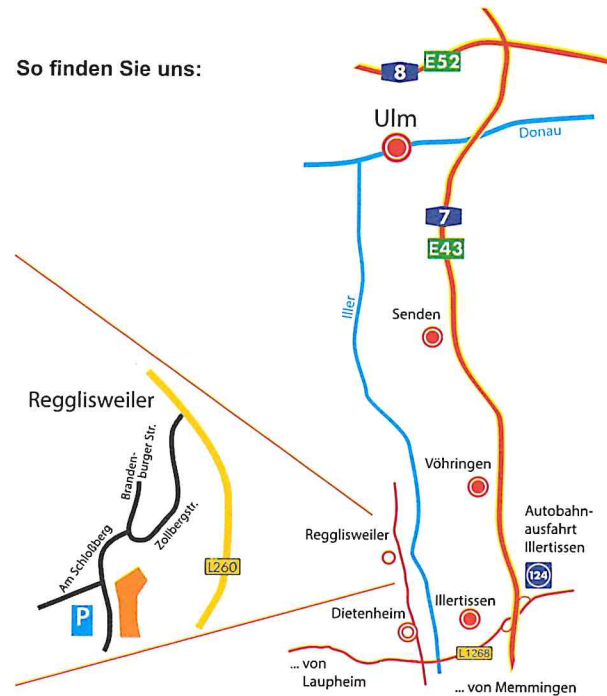 So finden Sie uns:
8
E52
Ulm
Donau
7
E43
Iller
Senden
Vöhringen
Autobahn-
ausfahrt
Illertissen
124
Regglisweiler
Dietenheim
Illertissen
L1268
... von
Laupheim
... von Memmingen
Regglisweiler
Branden-
burger Str.
Zollbergstr.
Am Schloßberg
L260
P